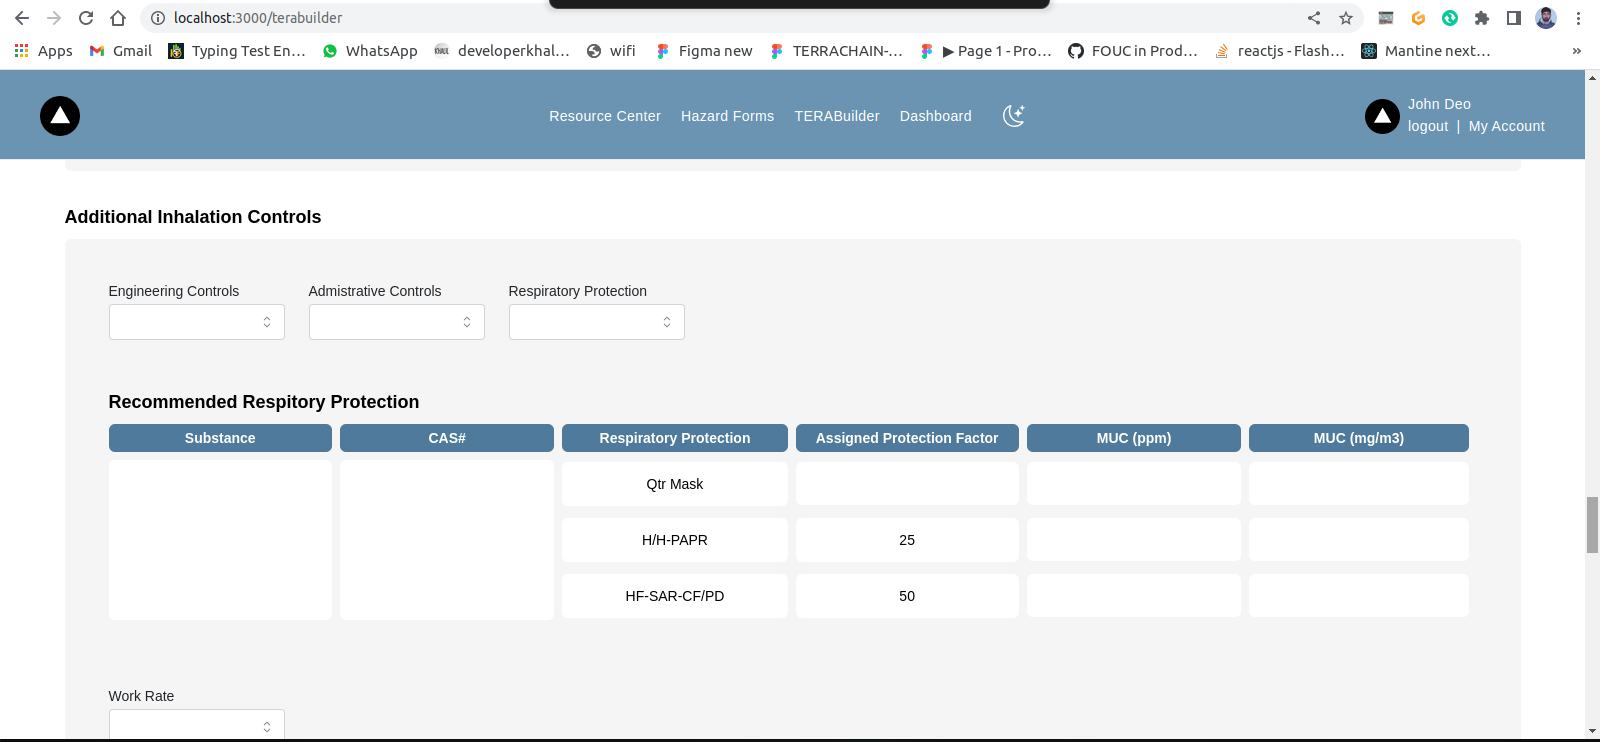 localhost:3000/terabuilder
Apps Gmail Typing Test En... WhatsApp developerkhal... wifi Figma new TERRACHAIN-... ▶ Page 1 - Pro... FOUC in Prod... reactjs - Flash... Mantine next... »
Resource Center Hazard Forms TERABuilder Dashboard
John Deo
logout | My Account
Additional Inhalation Controls
Engineering Controls Admistrative Controls Respiratory Protection
Recommended Respitory Protection
Substance CAS# Respiratory Protection Assigned Protection Factor MUC (ppm) MUC (mg/m3)
Qtr Mask
H/H-PAPR 25
HF-SAR-CF/PD 50
Work Rate